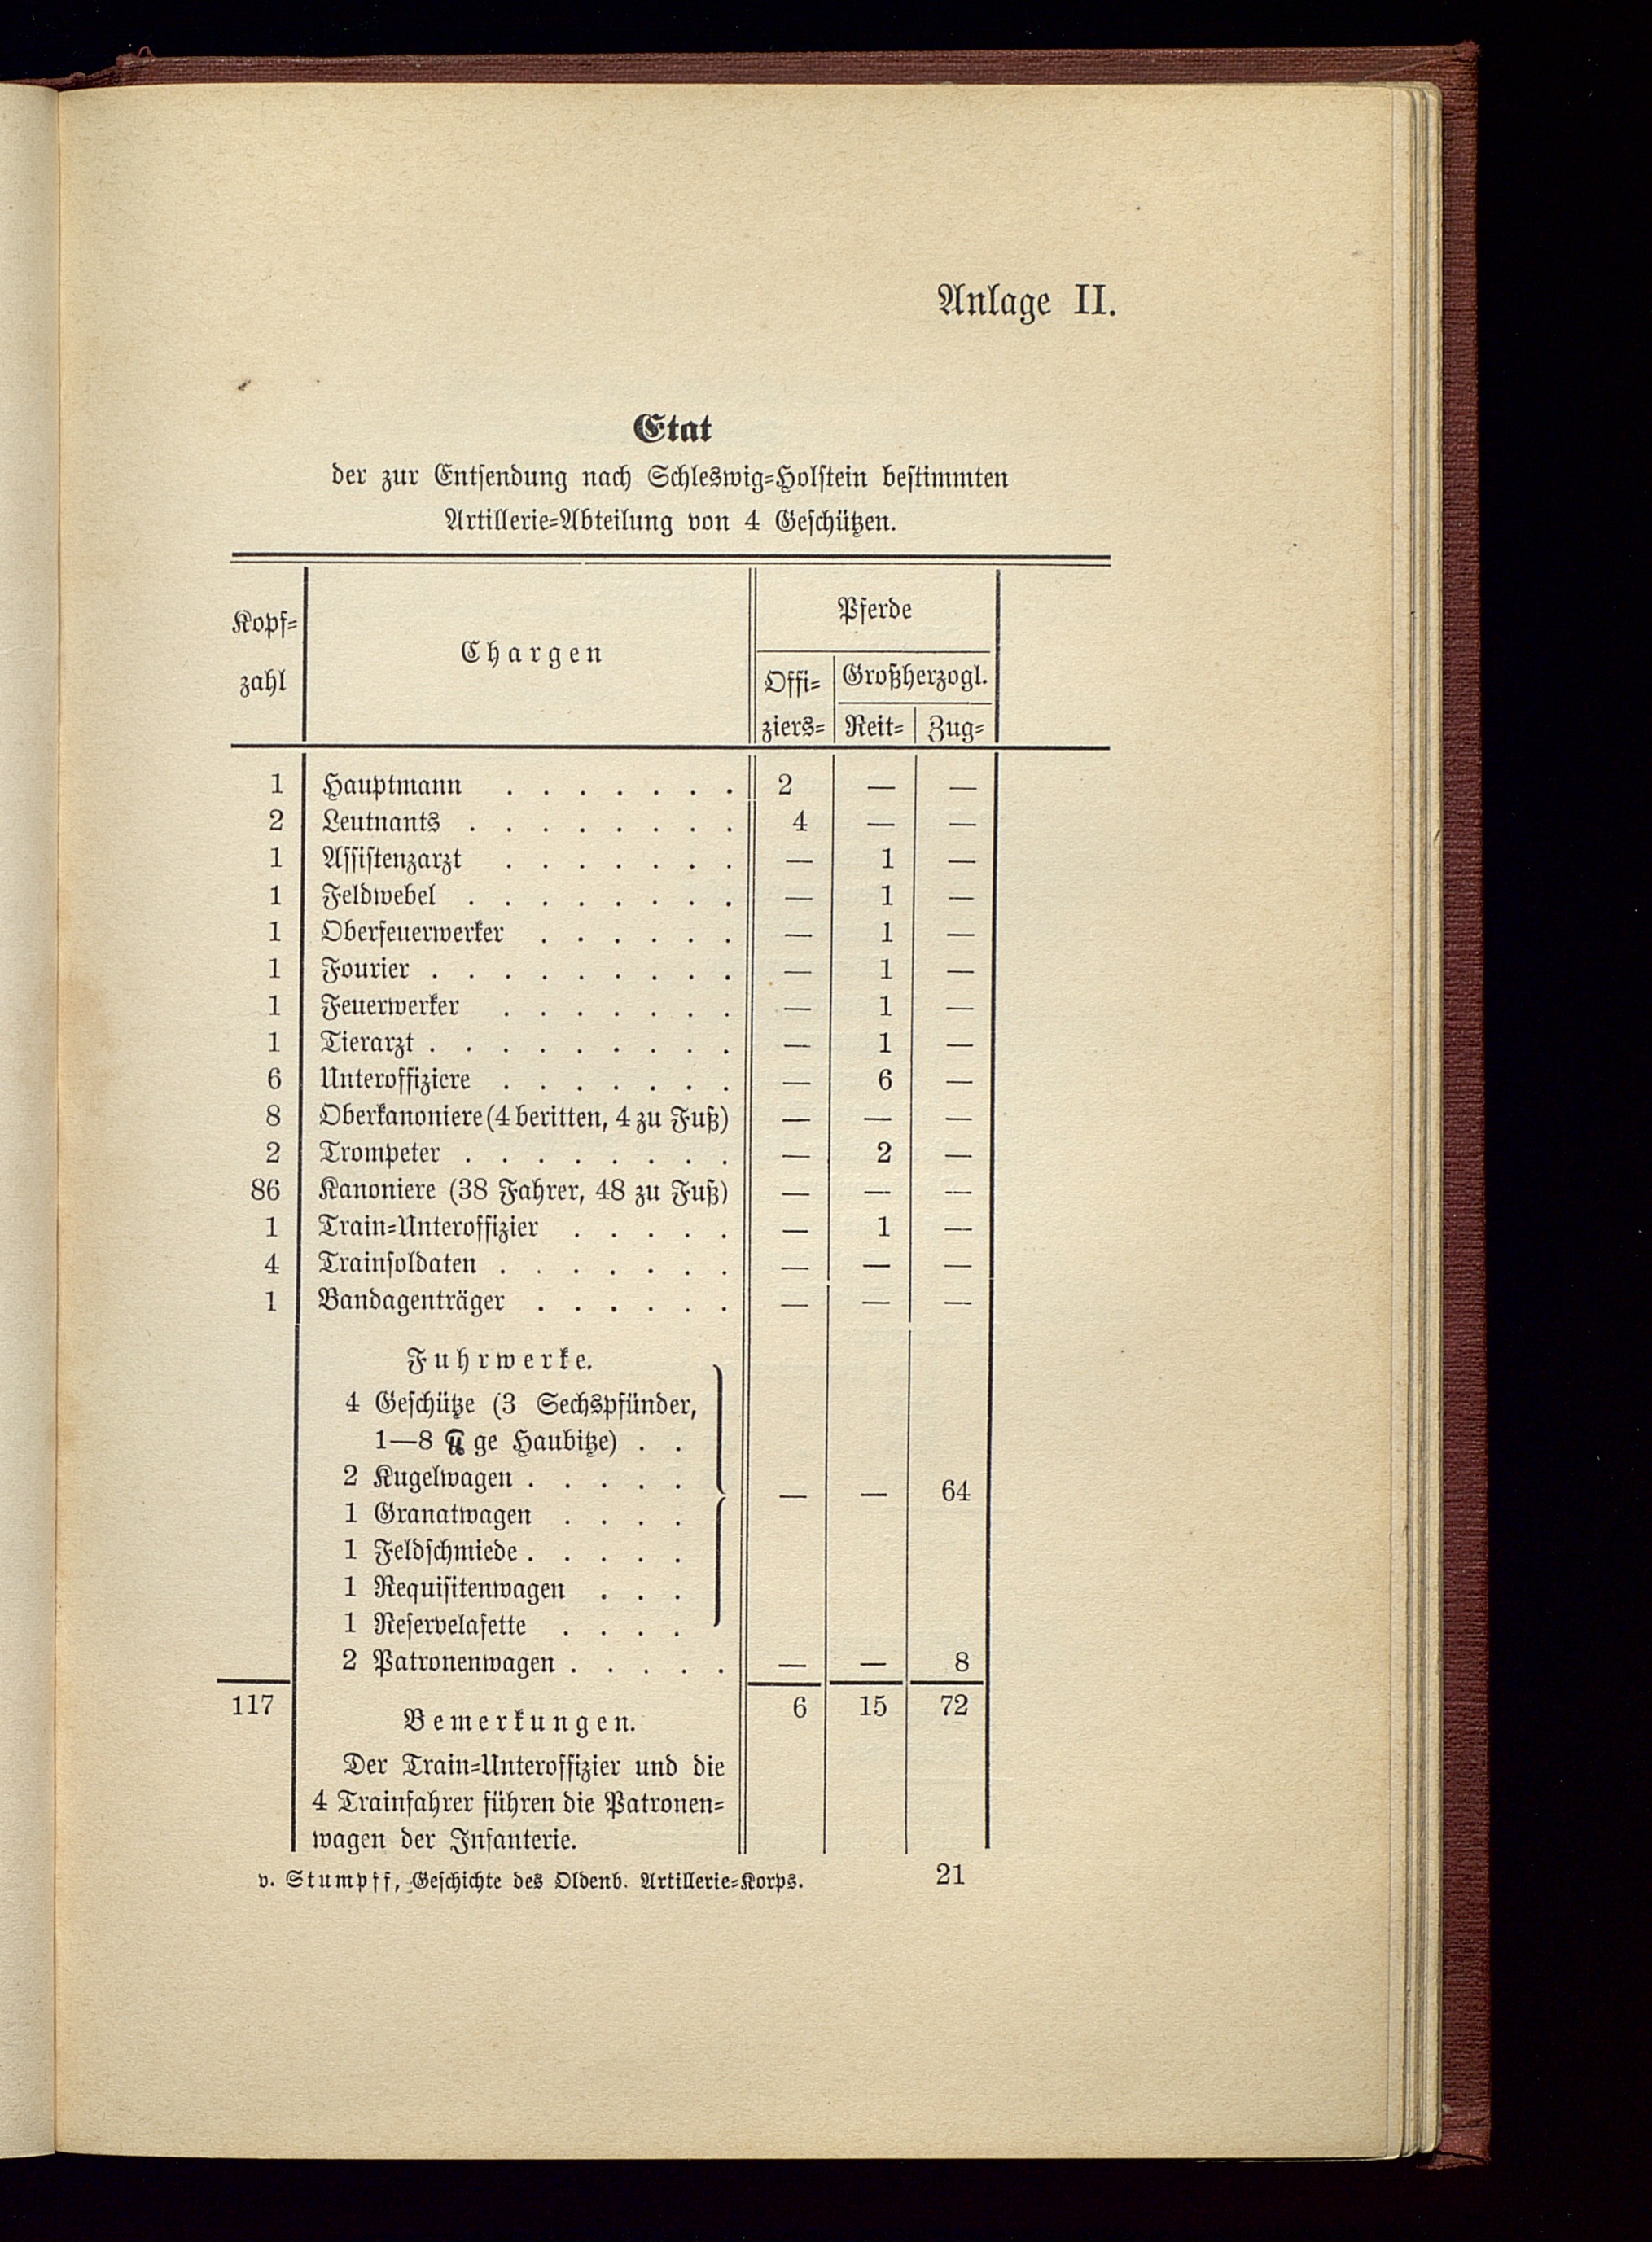 Anlage II.
Etat
der zur Entsendung nach Schleswig=Holstein bestimmten
Artillerie=Abteilung von 4 Geschützen.
Kopf=
zahl
Chargen
Pferde
Offi=
ziers=
Großherzogl.
Reit= Zug=
1 Hauptmann . . . . . . . 2 — —
2 Leutnants . . . . . . . . 4 — —
1 Assistenzarzt . . . . . . . — 1 —
1 Feldwebel . . . . . . . . — 1 —
1 Oberfeuerwerker . . . . . . — 1 —
1 Fourier . . . . . . . . . — 1 —
1 Feuerwerker . . . . . . . — 1 —
1 Tierarzt . . . . . . . . . — 1 —
6 Unteroffiziere . . . . . . . — 6 —
8 Oberkanoniere (4 beritten, 4 zu Fuß) — — —
2 Trompeter . . . . . . . . — 2 —
86 Kanoniere (38 Fahrer, 48 zu Fuß) — — —
1 Train=Unteroffizier . . . . . — 1 —
4 Trainsoldaten . . . . . . . — — —
1 Bandagenträger . . . . . . — — —
Fuhrwerke.
4 Geschütze (3 Sechspfünder,
1—8 ℔ge Haubitze) . .
2 Kugelwagen . . . . . — — 64
1 Granatwagen . . . .
1 Feldschmiede . . . . .
1 Requisitenwagen . . .
1 Reservelafette . . . .
2 Patronenwagen . . . . . — — 8
117 6 15 72
Bemerkungen.
Der Train=Unteroffizier und die
4 Trainfahrer führen die Patronen=
wagen der Infanterie.
v. Stumpff, Geschichte des Oldenb. Artillerie=Korps. 21